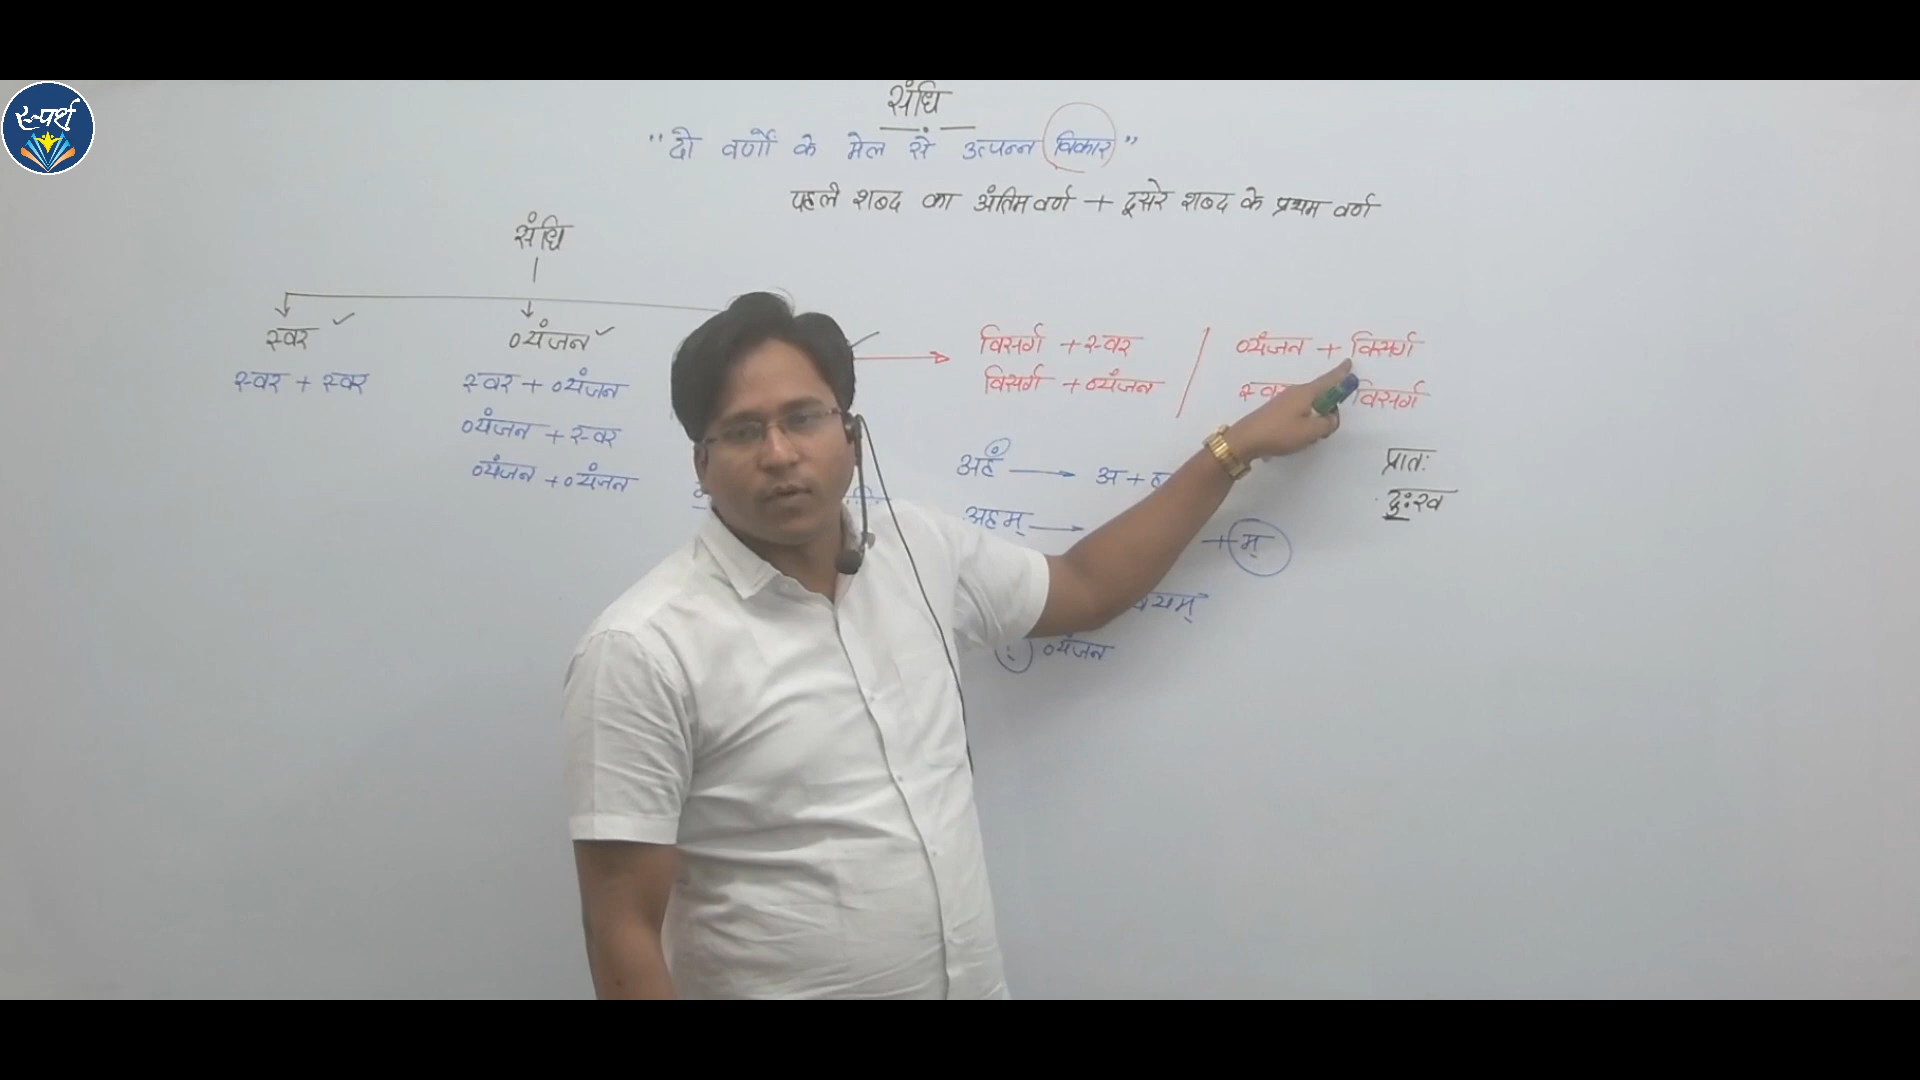 स्पर्धा
संधि
"दो वर्णों के मेल से उत्पन्न विकार"
पहले शब्द का अंतिम वर्ण + दूसरे शब्द के प्रथम वर्ण
संधि
स्वर ✓ व्यंजन ✓
स्वर + स्वर
स्वर + व्यंजन
व्यंजन + स्वर
व्यंजन + व्यंजन
विसर्ग + स्वर / व्यंजन + विसर्ग
विसर्ग + व्यंजन / विसर्ग
अहं → अ + ह
अहम् → + म्
: व्यंजन
प्रातः
दुःख